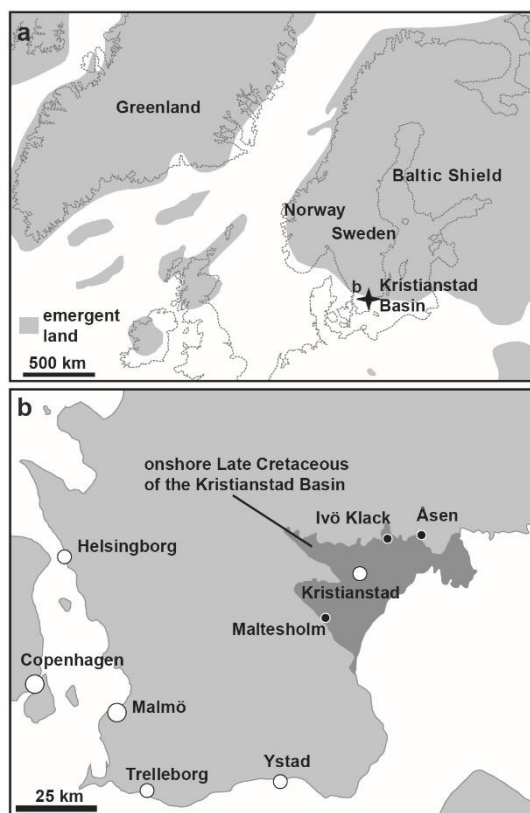 a
Greenland
Baltic Shield
Norway
Sweden
b
Kristianstad
Basin
emergent
land
500 km
b
onshore Late Cretaceous
of the Kristianstad Basin
Ivö Klack
Åsen
Helsingborg
Kristianstad
Maltesholm
Copenhagen
Malmö
Ystad
Trelleborg
25 km